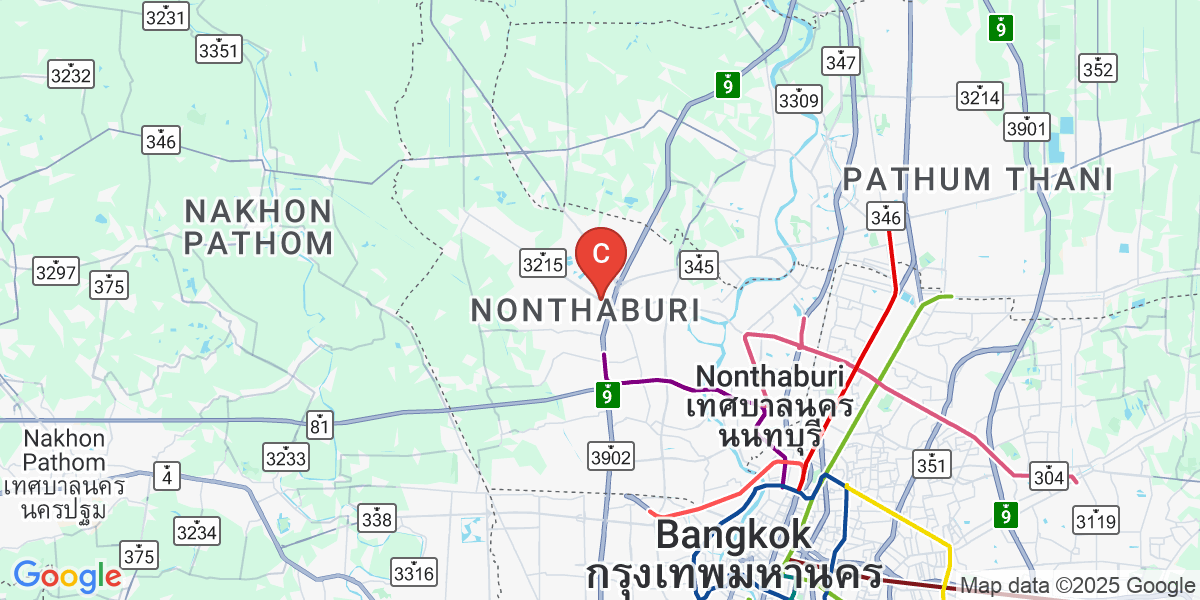 3231
9
3351
347
352
3232
9
3309
3214
3901
346
PATHUM THANI
NAKHON
PATHOM
346
C
3215
345
3297
375
NONTHABURI
Nonthaburi
เทศบาลนคร
นนทบุรี
9
81
Nakhon
Pathom
เทศบาลนคร
นครปฐม
3233
3902
351
4
304
338
9
3119
3234
Bangkok
กรุงเทพมหานคร
375
3316
Google
Map data ©2025 Google